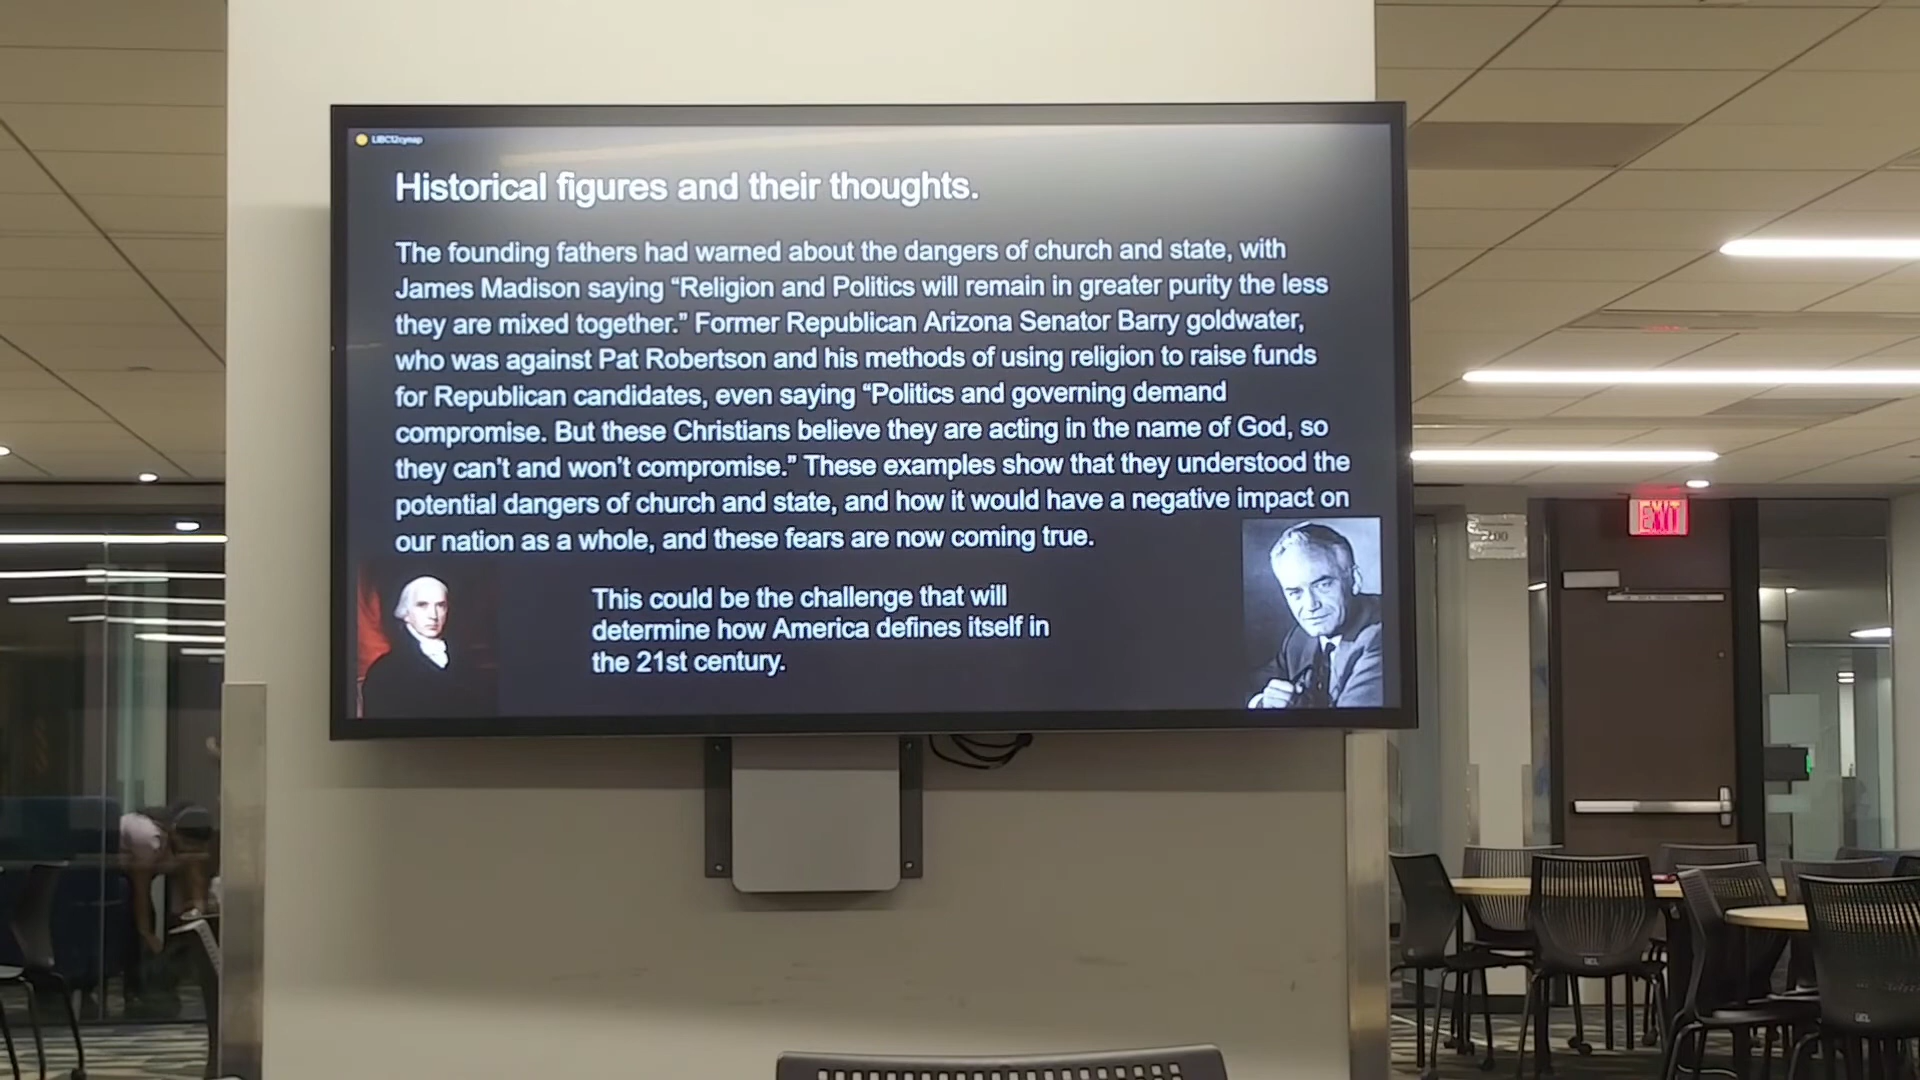 Historical figures and their thoughts.
The founding fathers had warned about the dangers of church and state, with
James Madison saying “Religion and Politics will remain in greater purity the less
they are mixed together.” Former Republican Arizona Senator Barry goldwater,
who was against Pat Robertson and his methods of using religion to raise funds
for Republican candidates, even saying “Politics and governing demand
compromise. But these Christians believe they are acting in the name of God, so
they can’t and won’t compromise.” These examples show that they understood the
potential dangers of church and state, and how it would have a negative impact on
our nation as a whole, and these fears are now coming true.
This could be the challenge that will
determine how America defines itself in
the 21st century.
EXIT